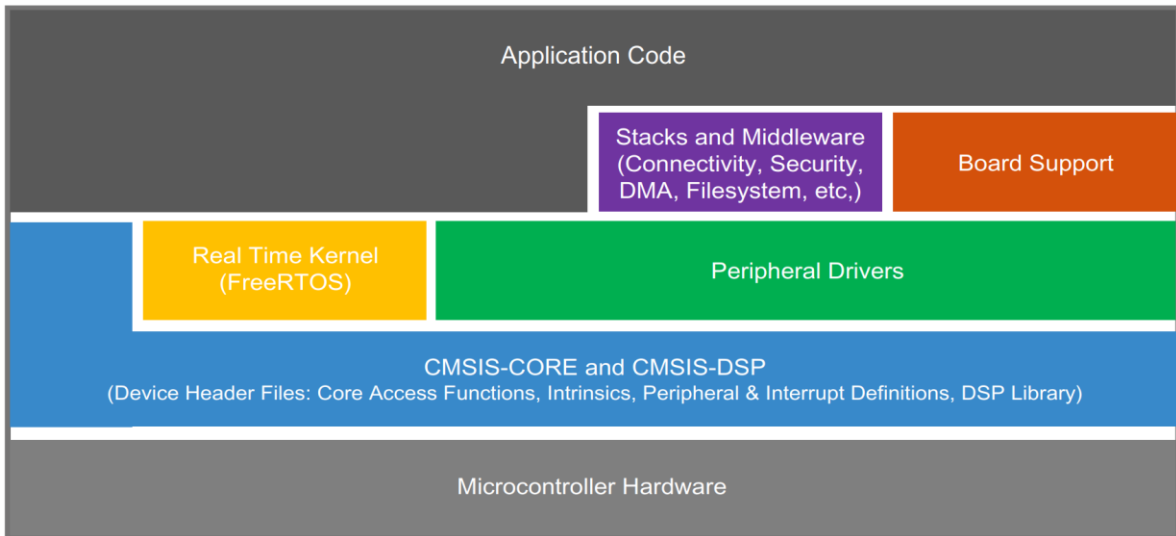 Application Code
Stacks and Middleware
(Connectivity, Security,
DMA, Filesystem, etc,)
Board Support
Real Time Kernel
(FreeRTOS)
Peripheral Drivers
CMSIS-CORE and CMSIS-DSP
(Device Header Files: Core Access Functions, Intrinsics, Peripheral & Interrupt Definitions, DSP Library)
Microcontroller Hardware